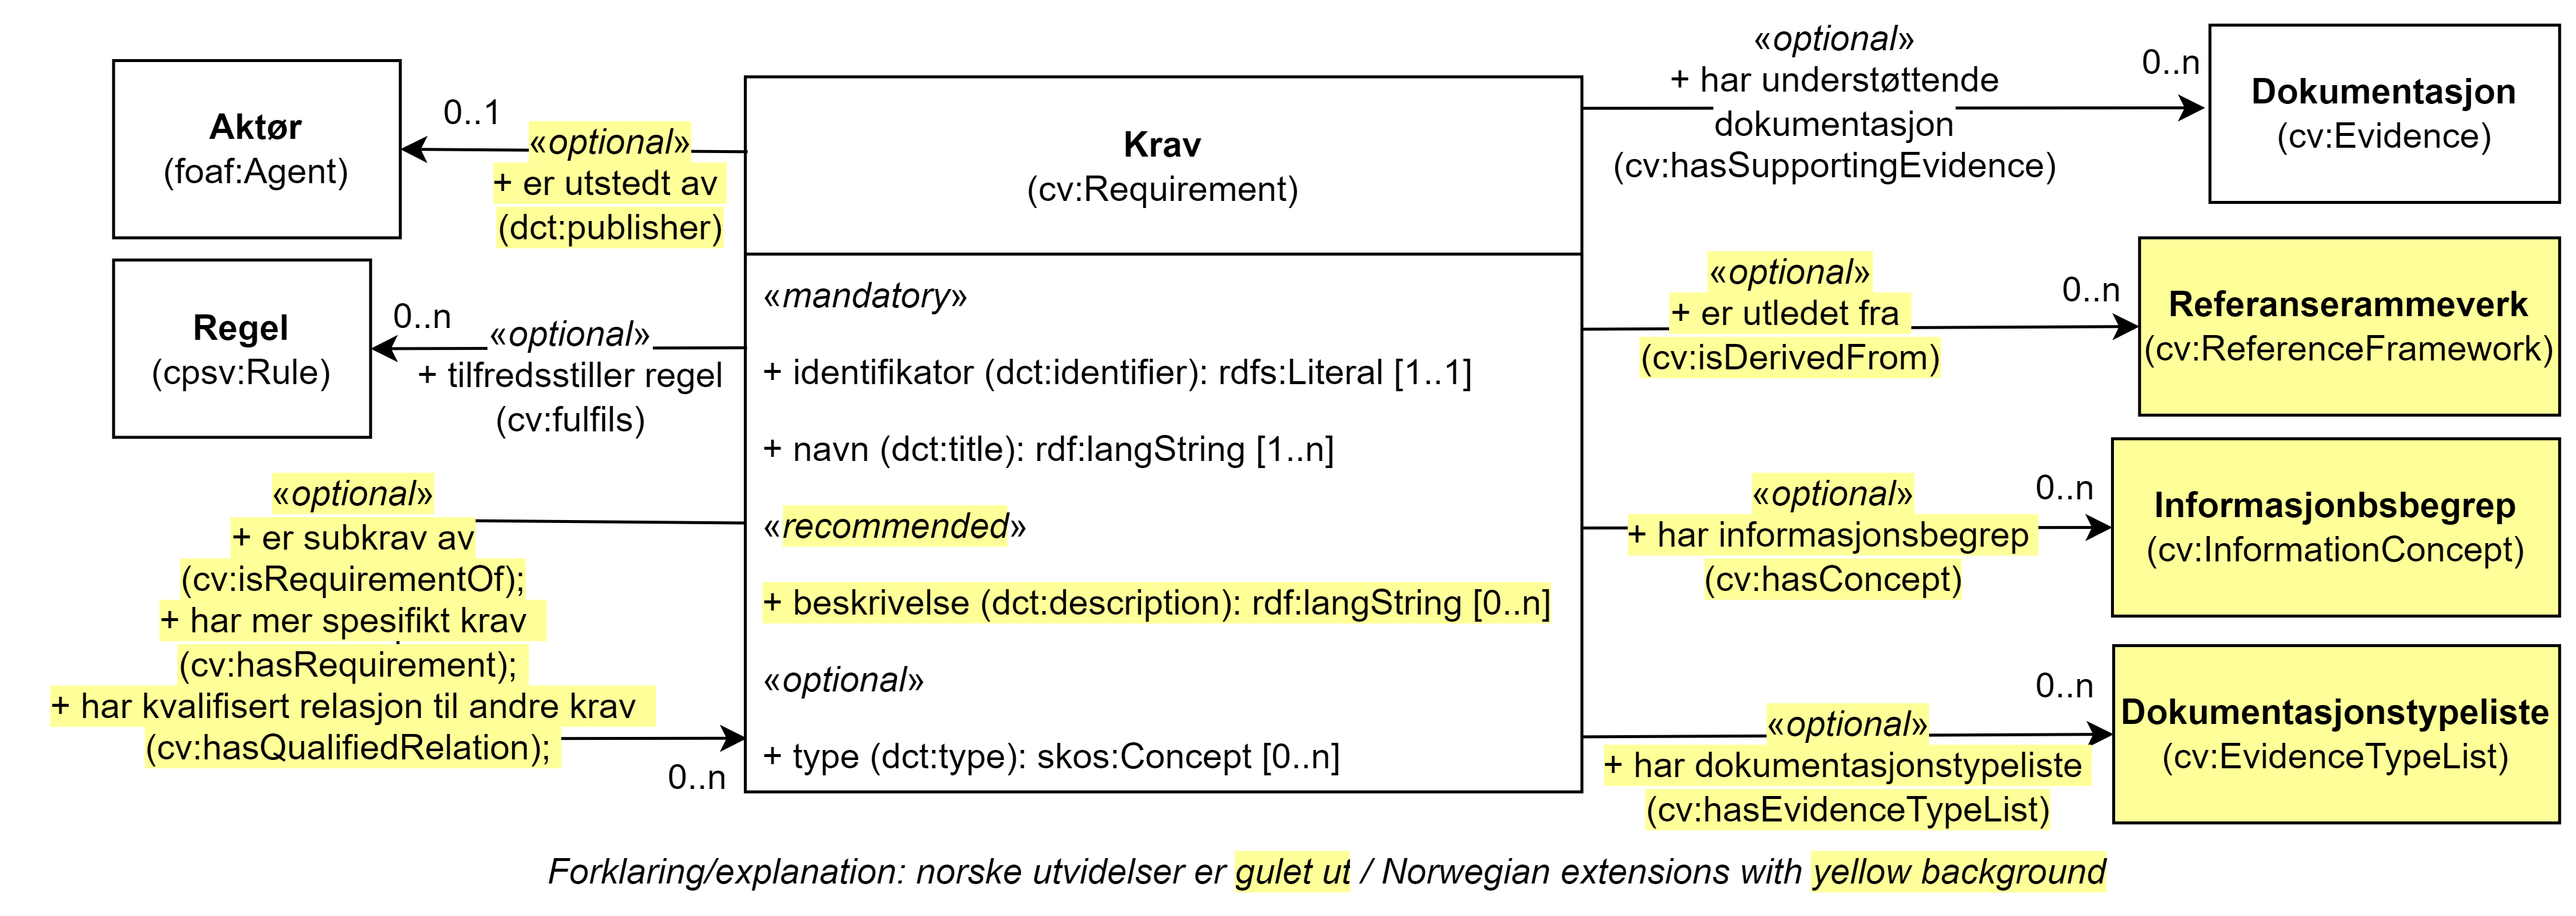 Aktør
(foaf:Agent)
0..1
«optional»
+ er utstedt av
(dct:publisher)
Regel
(cpsv:Rule)
0..n
«optional»
+ tilfredsstiller regel
(cv:fulfils)
«optional»
+ er subkrav av
(cv:isRequirementOf);
+ har mer spesifikt krav
(cv:hasRequirement);
+ har kvalifisert relasjon til andre krav
(cv:hasQualifiedRelation);
0..n
Krav
(cv:Requirement)
«mandatory»
+ identifikator (dct:identifier): rdfs:Literal [1..1]
+ navn (dct:title): rdf:langString [1..n]
«recommended»
+ beskrivelse (dct:description): rdf:langString [0..n]
«optional»
+ type (dct:type): skos:Concept [0..n]
«optional»
+ har understøttende
dokumentasjon
(cv:hasSupportingEvidence)
0..n
Dokumentasjon
(cv:Evidence)
«optional»
+ er utledet fra
(cv:isDerivedFrom)
0..n
Referanserammeverk
(cv:ReferenceFramework)
«optional»
+ har informasjonsbegrep
(cv:hasConcept)
0..n
Informasjonbsbegrep
(cv:InformationConcept)
«optional»
+ har dokumentasjonstypeliste
(cv:hasEvidenceTypeList)
0..n
Dokumentasjonstypeliste
(cv:EvidenceTypeList)
Forklaring/explanation: norske utvidelser er gulet ut / Norwegian extensions with yellow background